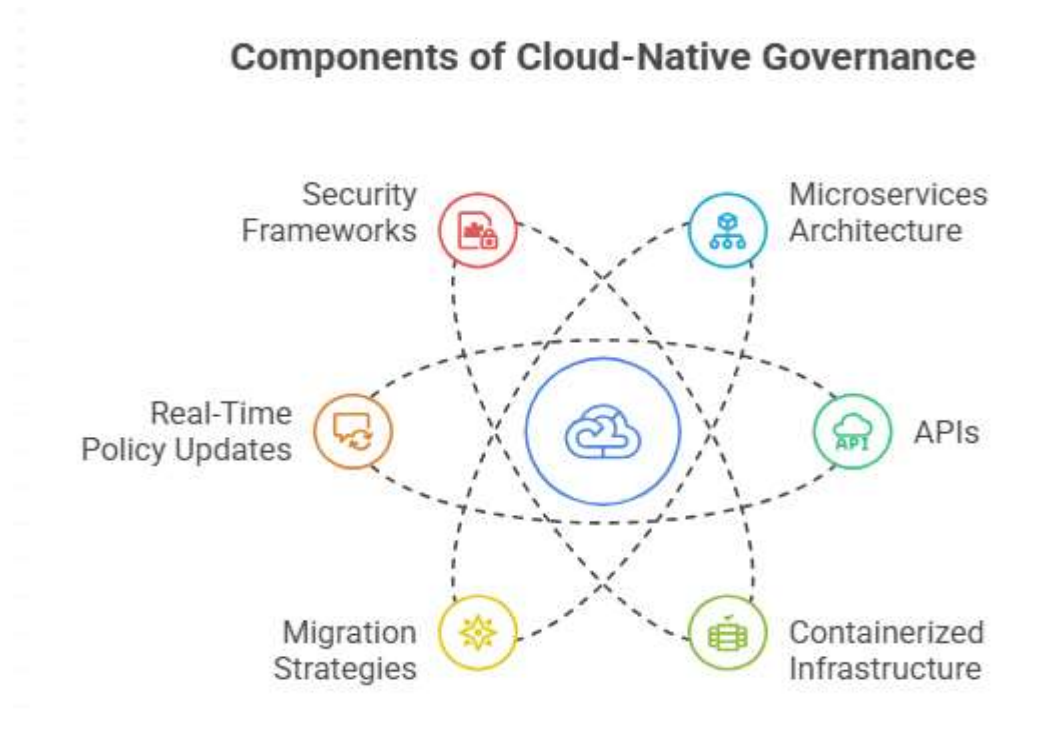 Components of Cloud-Native Governance
Security
Frameworks
Microservices
Architecture
Real-Time
Policy Updates
API
APIs
Migration
Strategies
Containerized
Infrastructure